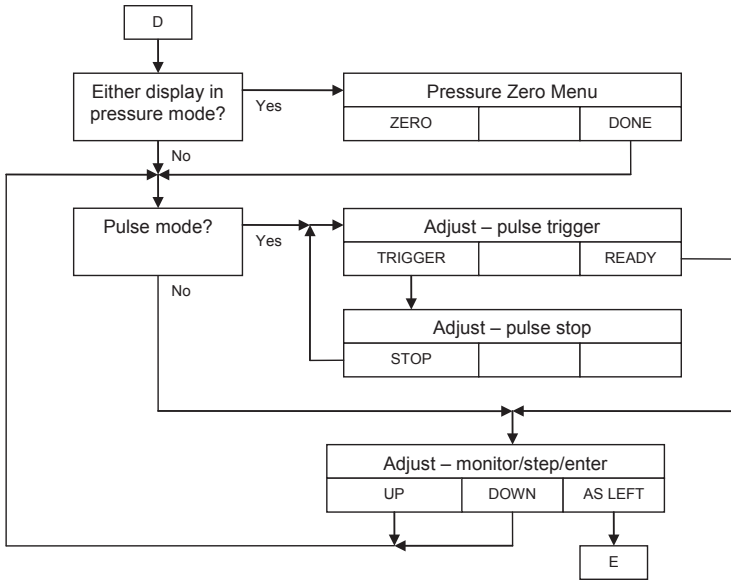 D
Either display in
pressure mode?
Yes
Pressure Zero Menu
ZERO
DONE
No
Pulse mode?
Yes
Adjust – pulse trigger
TRIGGER
READY
No
Adjust – pulse stop
STOP
Adjust – monitor/step/enter
UP
DOWN
AS LEFT
E